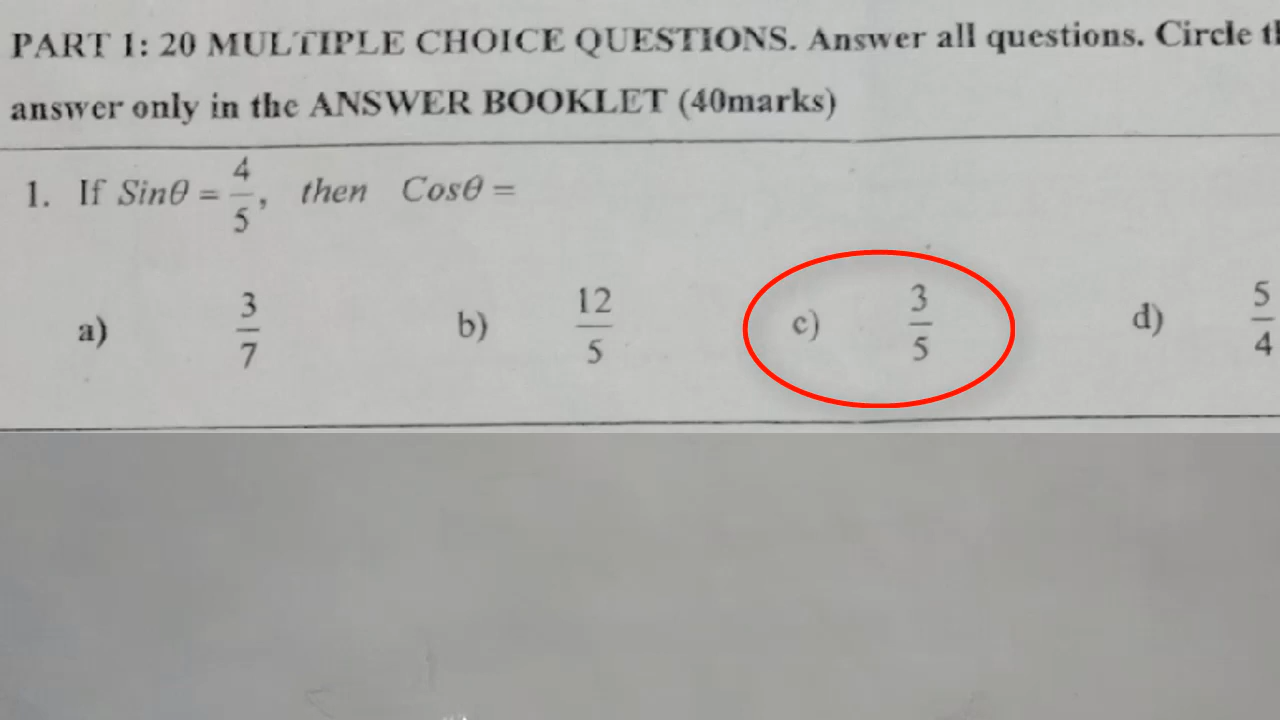 PART 1: 20 MULTIPLE CHOICE QUESTIONS. Answer all questions. Circle
answer only in the ANSWER BOOKLET (40marks)
1. If Sinθ = 4/5, then Cosθ =
a) 3/7 b) 12/5 c) 3/5 d) 5/4